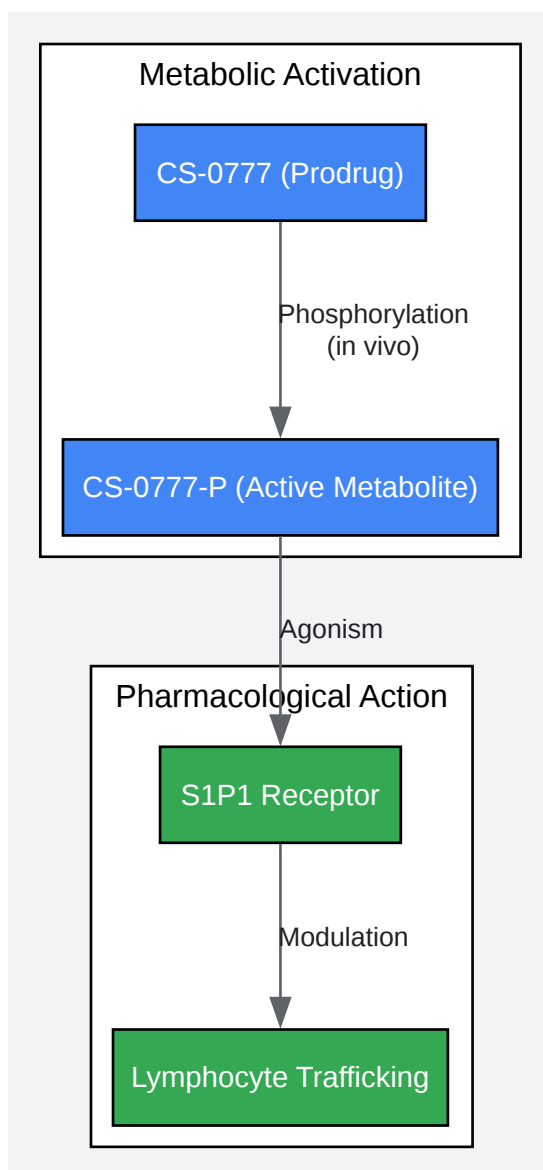 Metabolic Activation
CS-0777 (Prodrug)
Phosphorylation
(in vivo)
CS-0777-P (Active Metabolite)
Agonism
Pharmacological Action
S1P1 Receptor
Modulation
Lymphocyte Trafficking